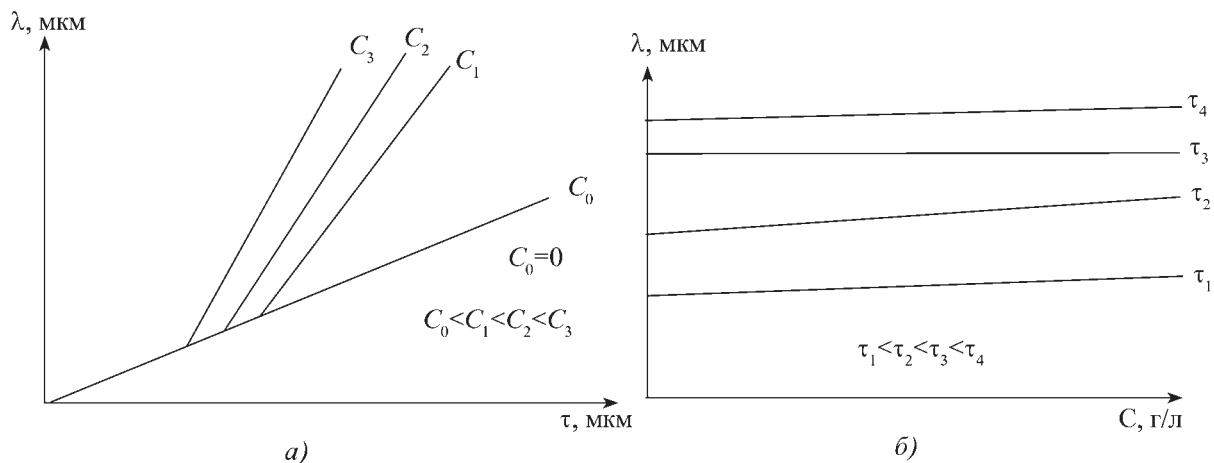 λ, мкм
C₃
C₂
C₁
C₀
C₀=0
C₀<C₁<C₂<C₃
τ, мкм
а)
λ, мкм
τ₄
τ₃
τ₂
τ₁
τ₁<τ₂<τ₃<τ₄
С, г/л
б)